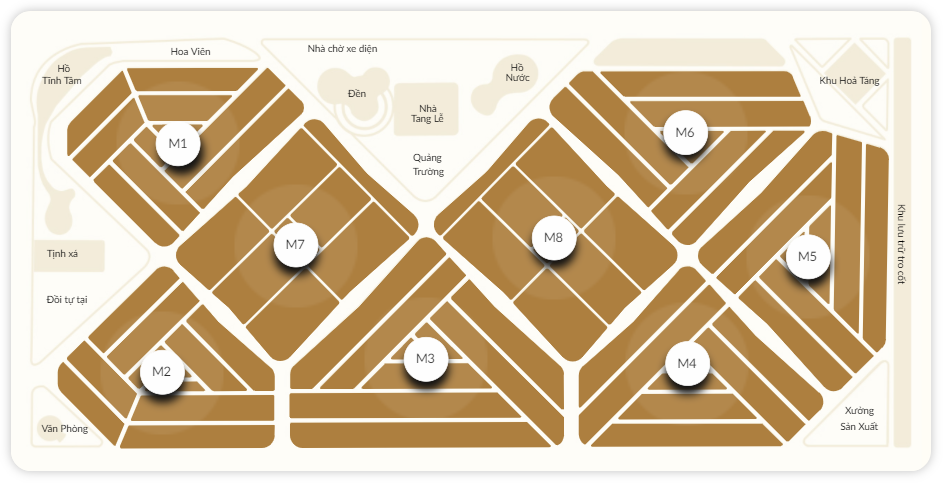 Hoa Viên
Nhà chờ xe điện
Hồ
Tĩnh Tâm
Hồ
Nước
Khu Hoả Táng
Đền
Nhà
Tang Lễ
M1
M6
Quảng
Trường
M7
M8
M5
Khu lưu trữ tro cốt
Tịnh xá
Đồi tự tại
M2
M3
M4
Văn Phòng
Xưởng
Sản Xuất